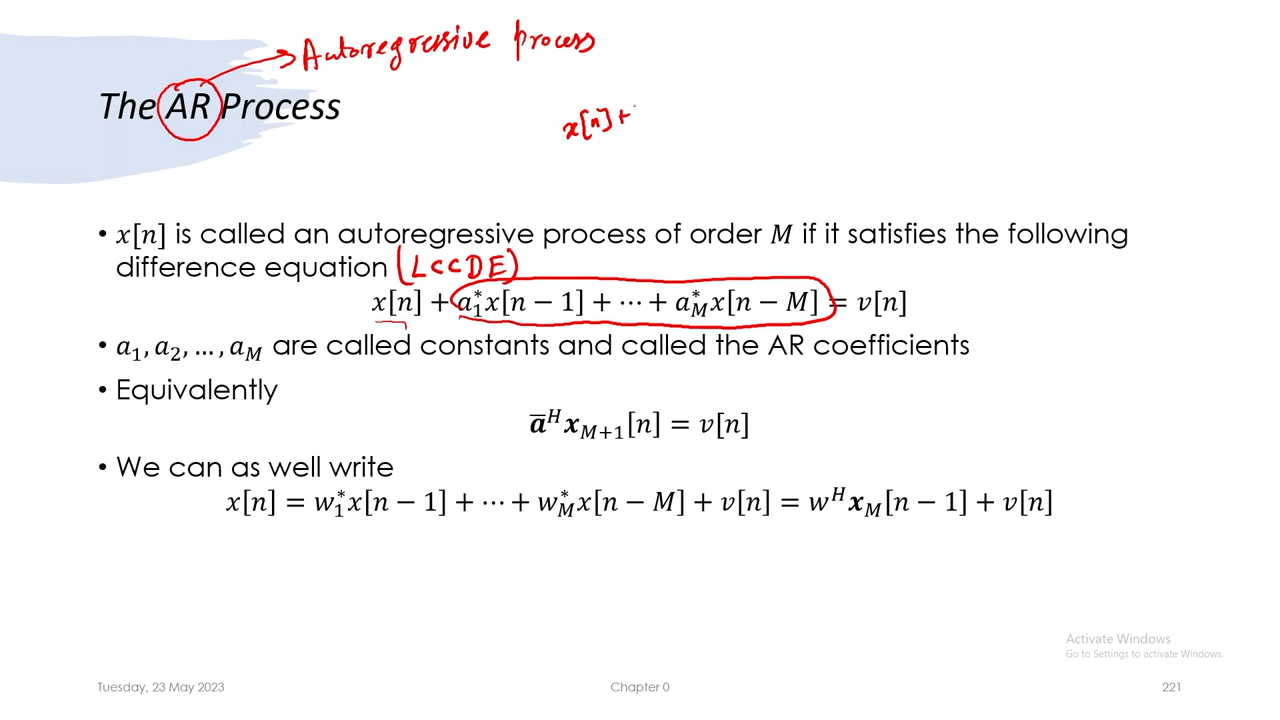 Autoregressive process
The AR Process
x[n] +
• x[n] is called an autoregressive process of order M if it satisfies the following
difference equation (LCCDE)
x[n] + a₁*x[n − 1] + ⋯ + a_M*x[n − M] = v[n]
• a₁, a₂, … , a_M are called constants and called the AR coefficients
• Equivalently
a̅ᴴx_{M+1}[n] = v[n]
• We can as well write
x[n] = w₁*x[n − 1] + ⋯ + w_M*x[n − M] + v[n] = wᴴx_M[n − 1] + v[n]
Activate Windows
Go to Settings to activate Windows.
Tuesday, 23 May 2023
Chapter 0
221